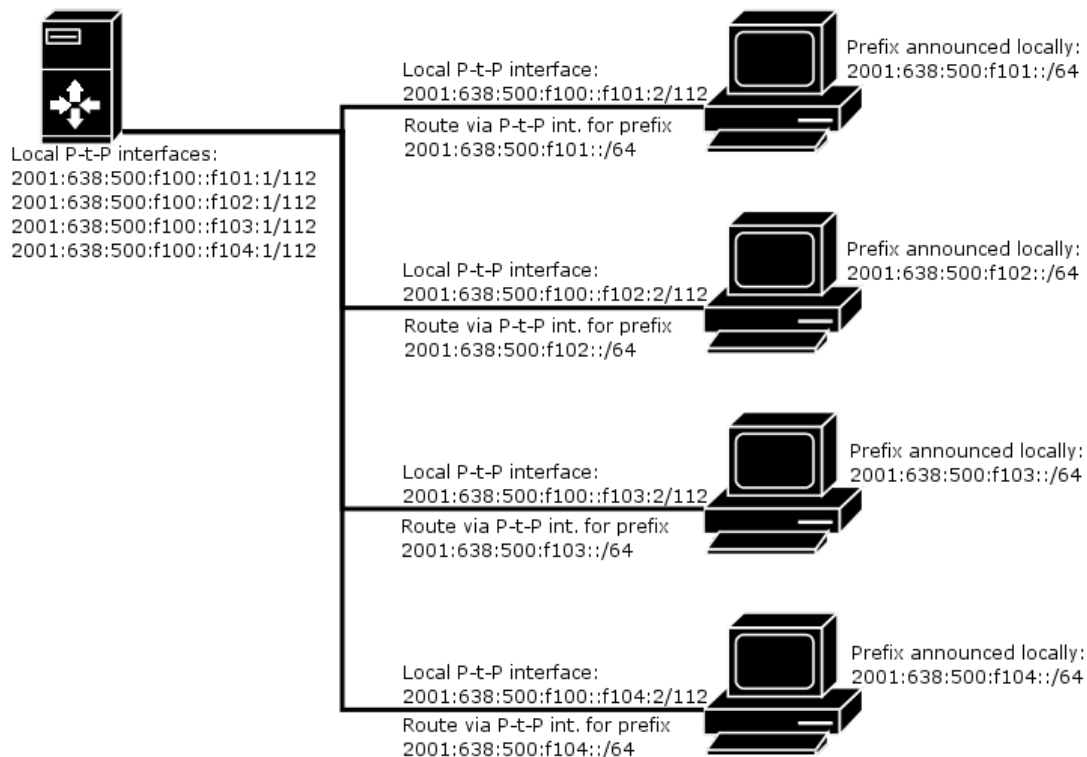 Local P-t-P interfaces:
2001:638:500:f100::f101:1/112
2001:638:500:f100::f102:1/112
2001:638:500:f100::f103:1/112
2001:638:500:f100::f104:1/112
Local P-t-P interface:
2001:638:500:f100::f101:2/112
Route via P-t-P int. for prefix
2001:638:500:f101::/64
Prefix announced locally:
2001:638:500:f101::/64
Local P-t-P interface:
2001:638:500:f100::f102:2/112
Route via P-t-P int. for prefix
2001:638:500:f102::/64
Prefix announced locally:
2001:638:500:f102::/64
Local P-t-P interface:
2001:638:500:f100::f103:2/112
Route via P-t-P int. for prefix
2001:638:500:f103::/64
Prefix announced locally:
2001:638:500:f103::/64
Local P-t-P interface:
2001:638:500:f100::f104:2/112
Route via P-t-P int. for prefix
2001:638:500:f104::/64
Prefix announced locally:
2001:638:500:f104::/64